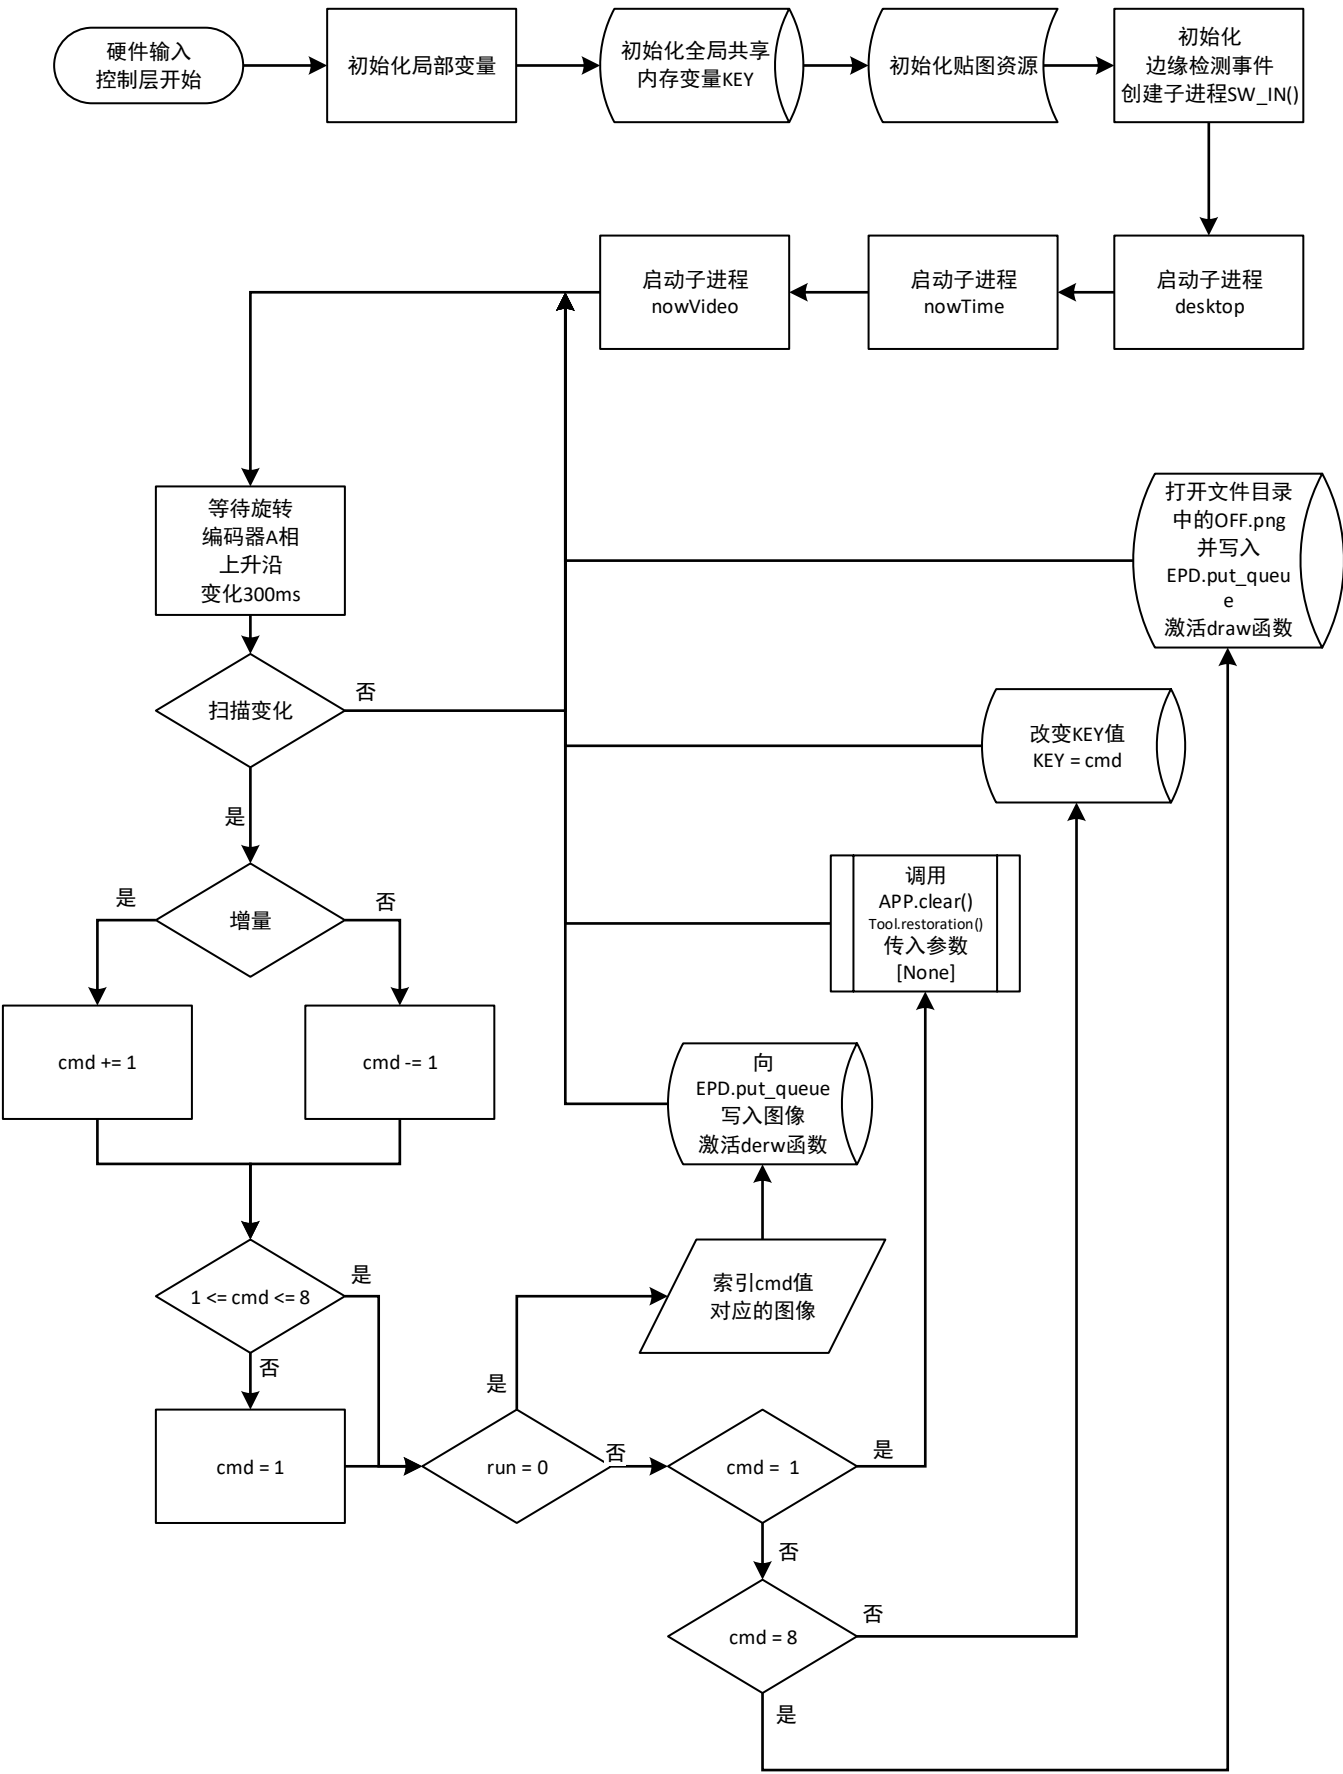 硬件输入
控制层开始
初始化局部变量
初始化全局共享
内存变量KEY
初始化贴图资源
初始化
边缘检测事件
创建子进程SW_IN()
启动子进程
nowVideo
启动子进程
nowTime
启动子进程
desktop
等待旋转
编码器A相
上升沿
变化300ms
打开文件目录
中的OFF.png
并写入
EPD.put_queu
e
激活draw函数
扫描变化
否
改变KEY值
KEY = cmd
是
是
增量
否
调用
APP.clear()
Tool.restoration()
传入参数
[None]
cmd += 1
cmd -= 1
向
EPD.put_queue
写入图像
激活derw函数
1 <= cmd <= 8
是
索引cmd值
对应的图像
否
是
cmd = 1
run = 0
否
cmd = 1
是
否
cmd = 8
否
是